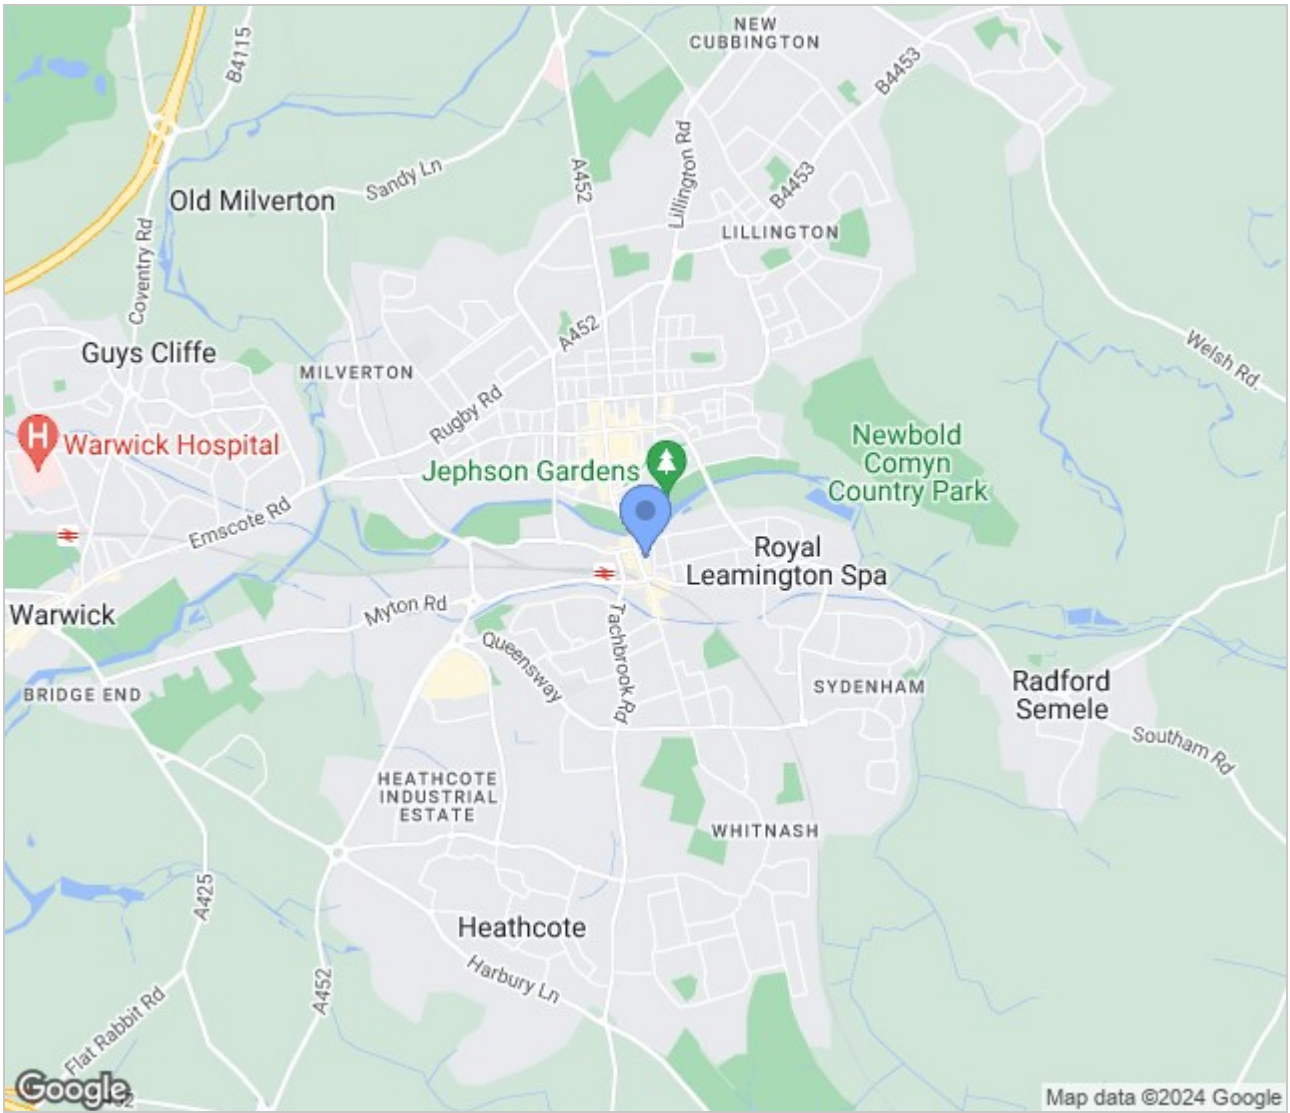 NEW
CUBBINGTON
B4115
B4453
Sandy Ln
A452
Lillington Rd
B4453
Old Milverton
LILLINGTON
Coventry Rd
A452
Guys Cliffe
MILVERTON
Welsh Rd
Rugby Rd
H
Warwick Hospital
Jephson Gardens
Newbold
Comyn
Country Park
Emscote Rd
Royal
Leamington Spa
Warwick
Myton Rd
Queensway
Tachbrook Rd
BRIDGE END
SYDENHAM
Radford
Semele
Southam Rd
HEATHCOTE
INDUSTRIAL
ESTATE
WHITNASH
A425
Heathcote
A452
Harbury Ln
Flat Rabbit Rd
Google
Map data ©2024 Google